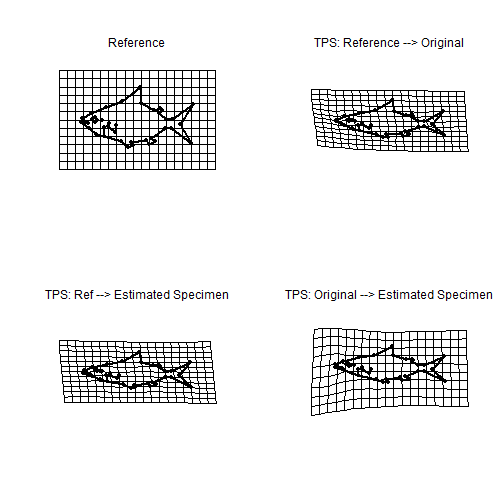 Reference
TPS: Reference --> Original
TPS: Ref --> Estimated Specimen
TPS: Original --> Estimated Specimen